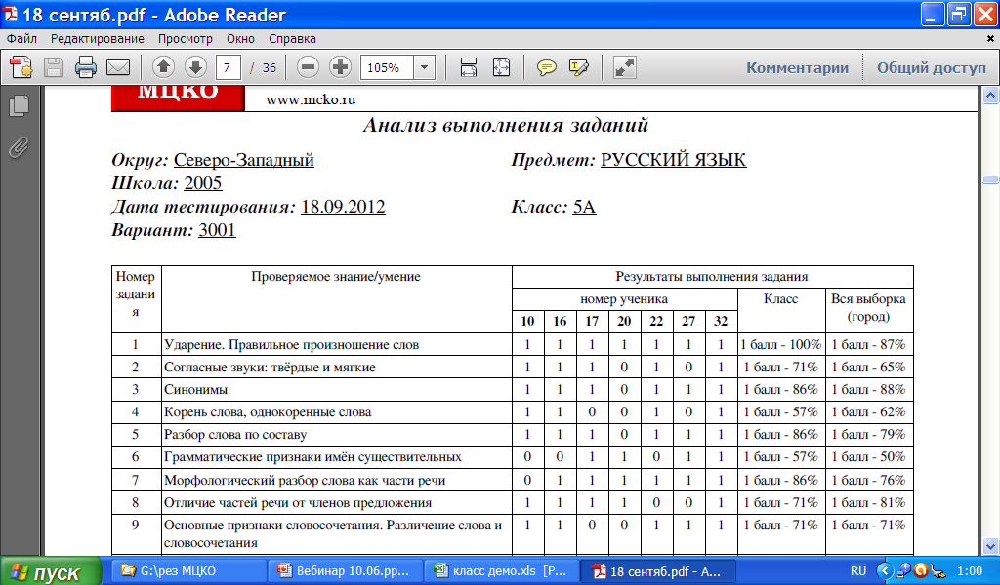 18 сентяб.pdf - Adobe Reader
Файл Редактирование Просмотр Окно Справка
7 / 36 105% Комментарии Общий доступ
МЦКО
www.mcko.ru
Анализ выполнения заданий
Округ: Северо-Западный Предмет: РУССКИЙ ЯЗЫК
Школа: 2005
Дата тестирования: 18.09.2012 Класс: 5А
Вариант: 3001
Номер задания Проверяемое знание/умение Результаты выполнения задания
номер ученика Класс Вся выборка (город)
10 16 17 20 22 27 32
1 Ударение. Правильное произношение слов 1 1 1 1 1 1 1 1 балл - 100% 1 балл - 87%
2 Согласные звуки: твёрдые и мягкие 1 1 1 0 1 0 1 1 балл - 71% 1 балл - 65%
3 Синонимы 1 1 1 0 1 1 1 1 балл - 86% 1 балл - 88%
4 Корень слова, однокоренные слова 1 1 0 0 1 0 1 1 балл - 57% 1 балл - 62%
5 Разбор слова по составу 1 1 1 0 1 1 1 1 балл - 86% 1 балл - 79%
6 Грамматические признаки имён существительных 0 0 1 1 0 1 1 1 балл - 57% 1 балл - 50%
7 Морфологический разбор слова как части речи 0 1 1 1 1 1 1 1 балл - 86% 1 балл - 76%
8 Отличие частей речи от членов предложения 1 1 1 1 0 0 1 1 балл - 71% 1 балл - 81%
9 Основные признаки словосочетания. Различение слова и 1 1 0 0 1 1 1 1 балл - 71% 1 балл - 71%
словосочетания
пуск G:\рез МЦКО Вебинар 10.06.pp... класс демо.xls [Р... 18 сентяб.pdf - A... RU 1:00